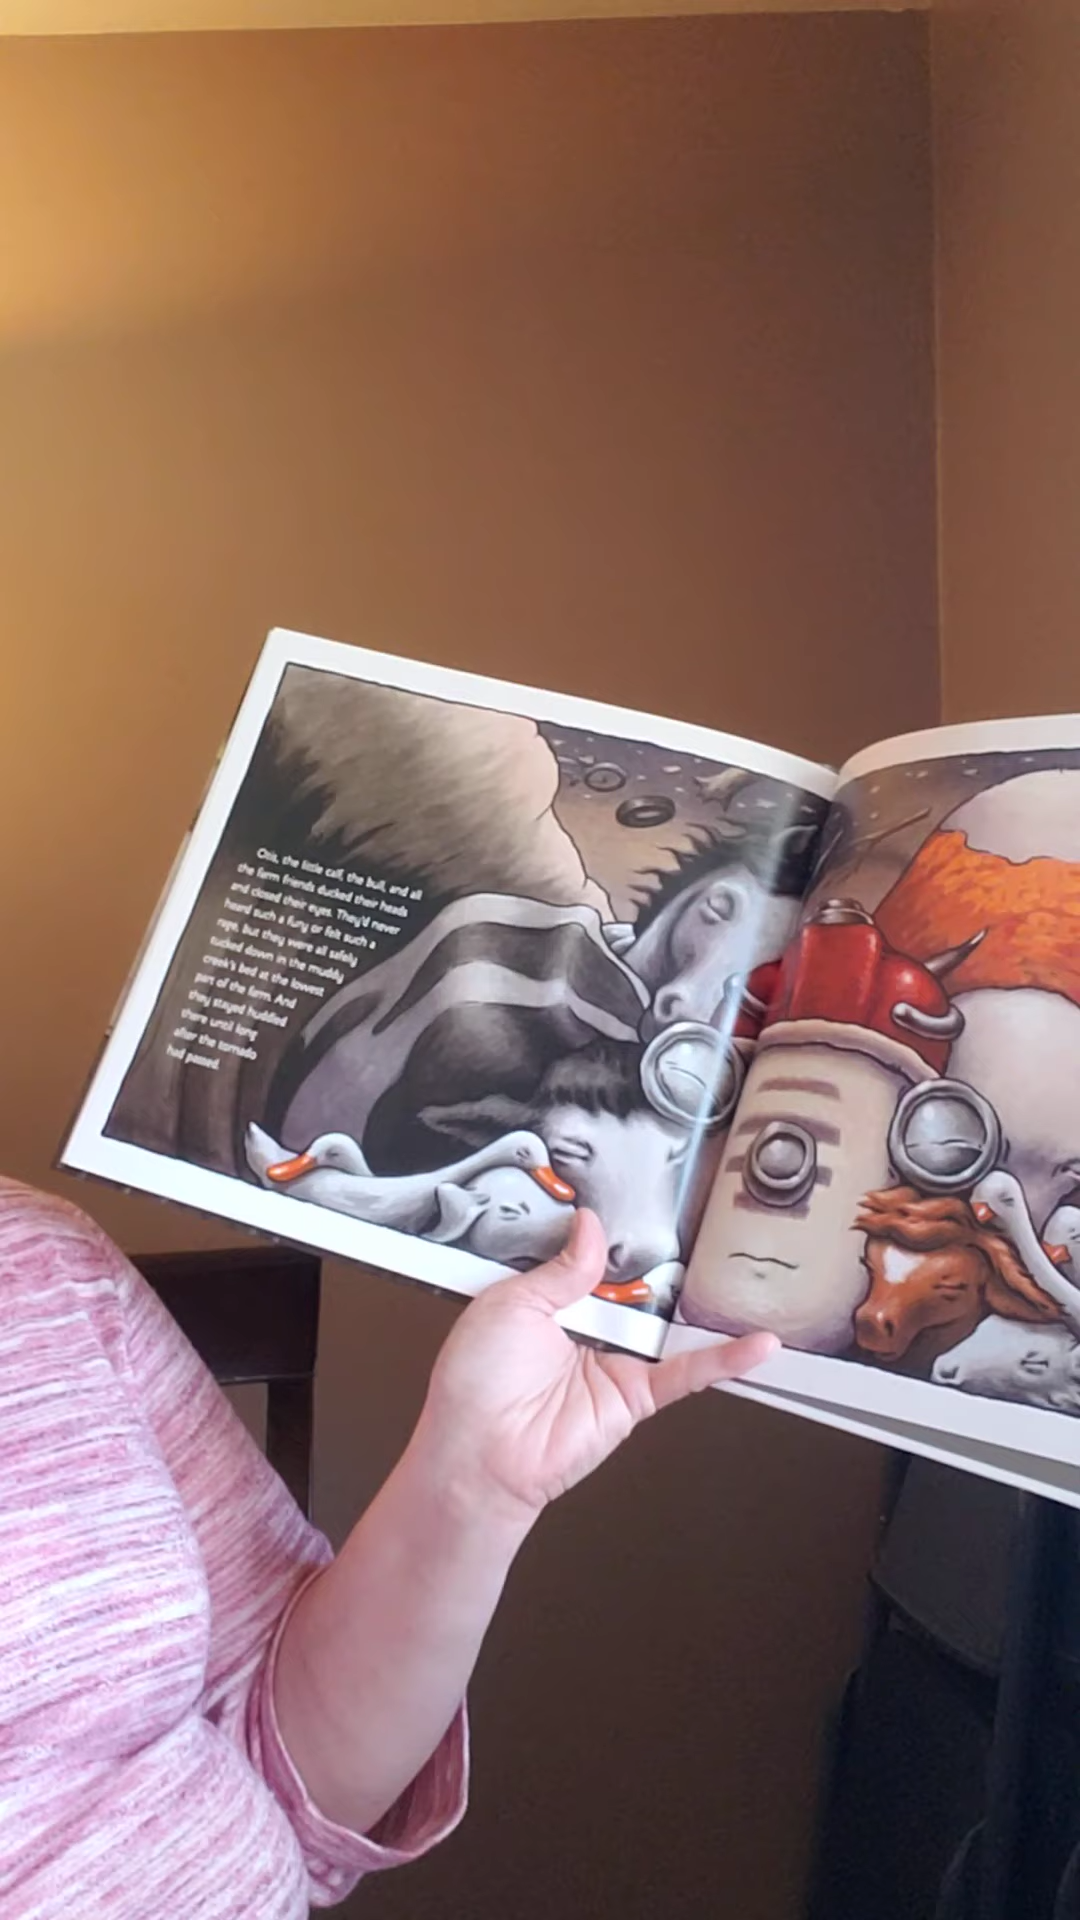 Otis, the little calf, the bull, and all
the farm friends ducked their heads
and closed their eyes. They'd never
heard such a fury or felt such a
rage, but they were all safely
tucked down in the muddy
creek's bed at the lowest
part of the farm. And
they stayed huddled
there until long
after the tornado
had passed.